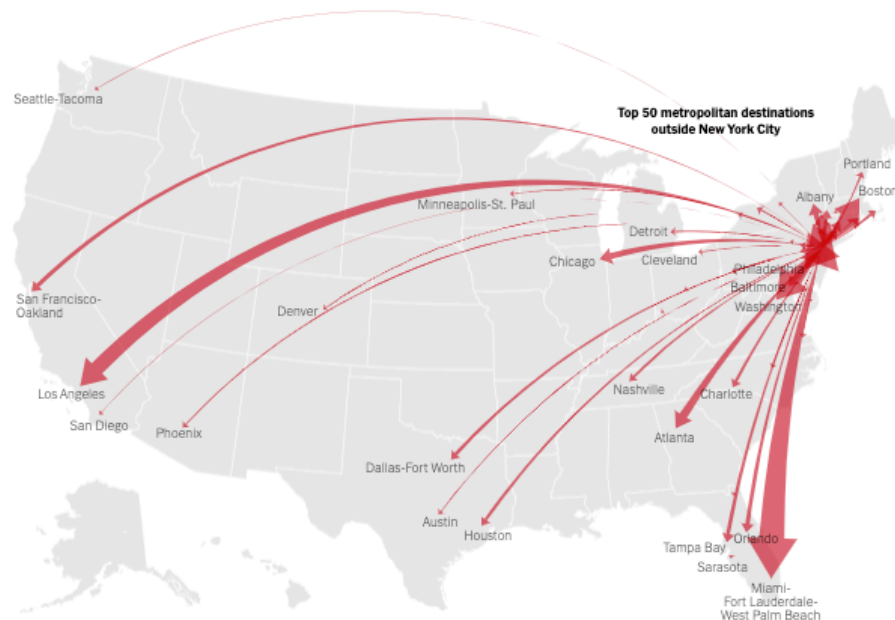 Seattle-Tacoma
Top 50 metropolitan destinations
outside New York City
Portland
Boston
Albany
Minneapolis-St. Paul
Detroit
Chicago
Cleveland
Philadelphia
Baltimore
Washington
San Francisco-
Oakland
Denver
Los Angeles
San Diego
Phoenix
Nashville
Charlotte
Atlanta
Dallas-Fort Worth
Austin
Houston
Orlando
Tampa Bay
Sarasota
Miami-
Fort Lauderdale-
West Palm Beach